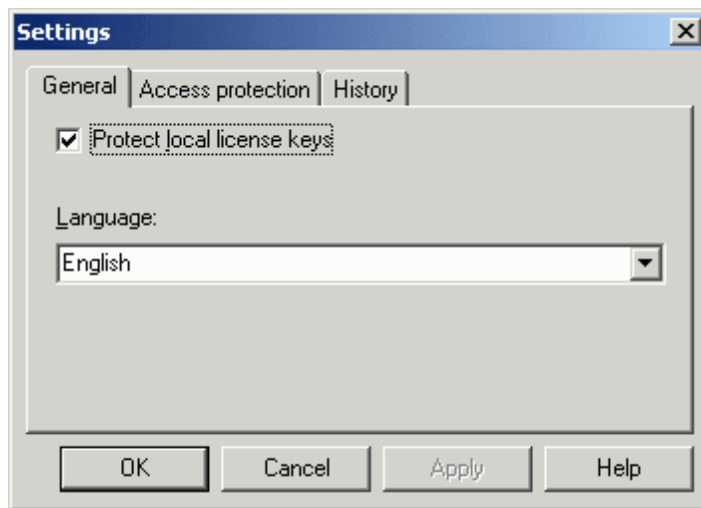 Settings
General Access protection History
Protect local license keys
Language:
English
OK Cancel Apply Help